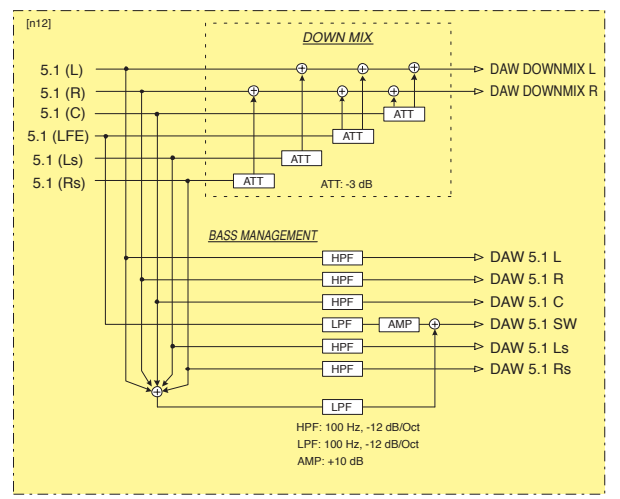 [n12]
DOWN MIX
5.1 (L) DAW DOWNMIX L
5.1 (R) DAW DOWNMIX R
5.1 (C) ATT
5.1 (LFE) ATT
5.1 (Ls) ATT
5.1 (Rs) ATT ATT: -3 dB
BASS MANAGEMENT
HPF DAW 5.1 L
HPF DAW 5.1 R
HPF DAW 5.1 C
LPF AMP DAW 5.1 SW
HPF DAW 5.1 Ls
HPF DAW 5.1 Rs
LPF
HPF: 100 Hz, -12 dB/Oct
LPF: 100 Hz, -12 dB/Oct
AMP: +10 dB